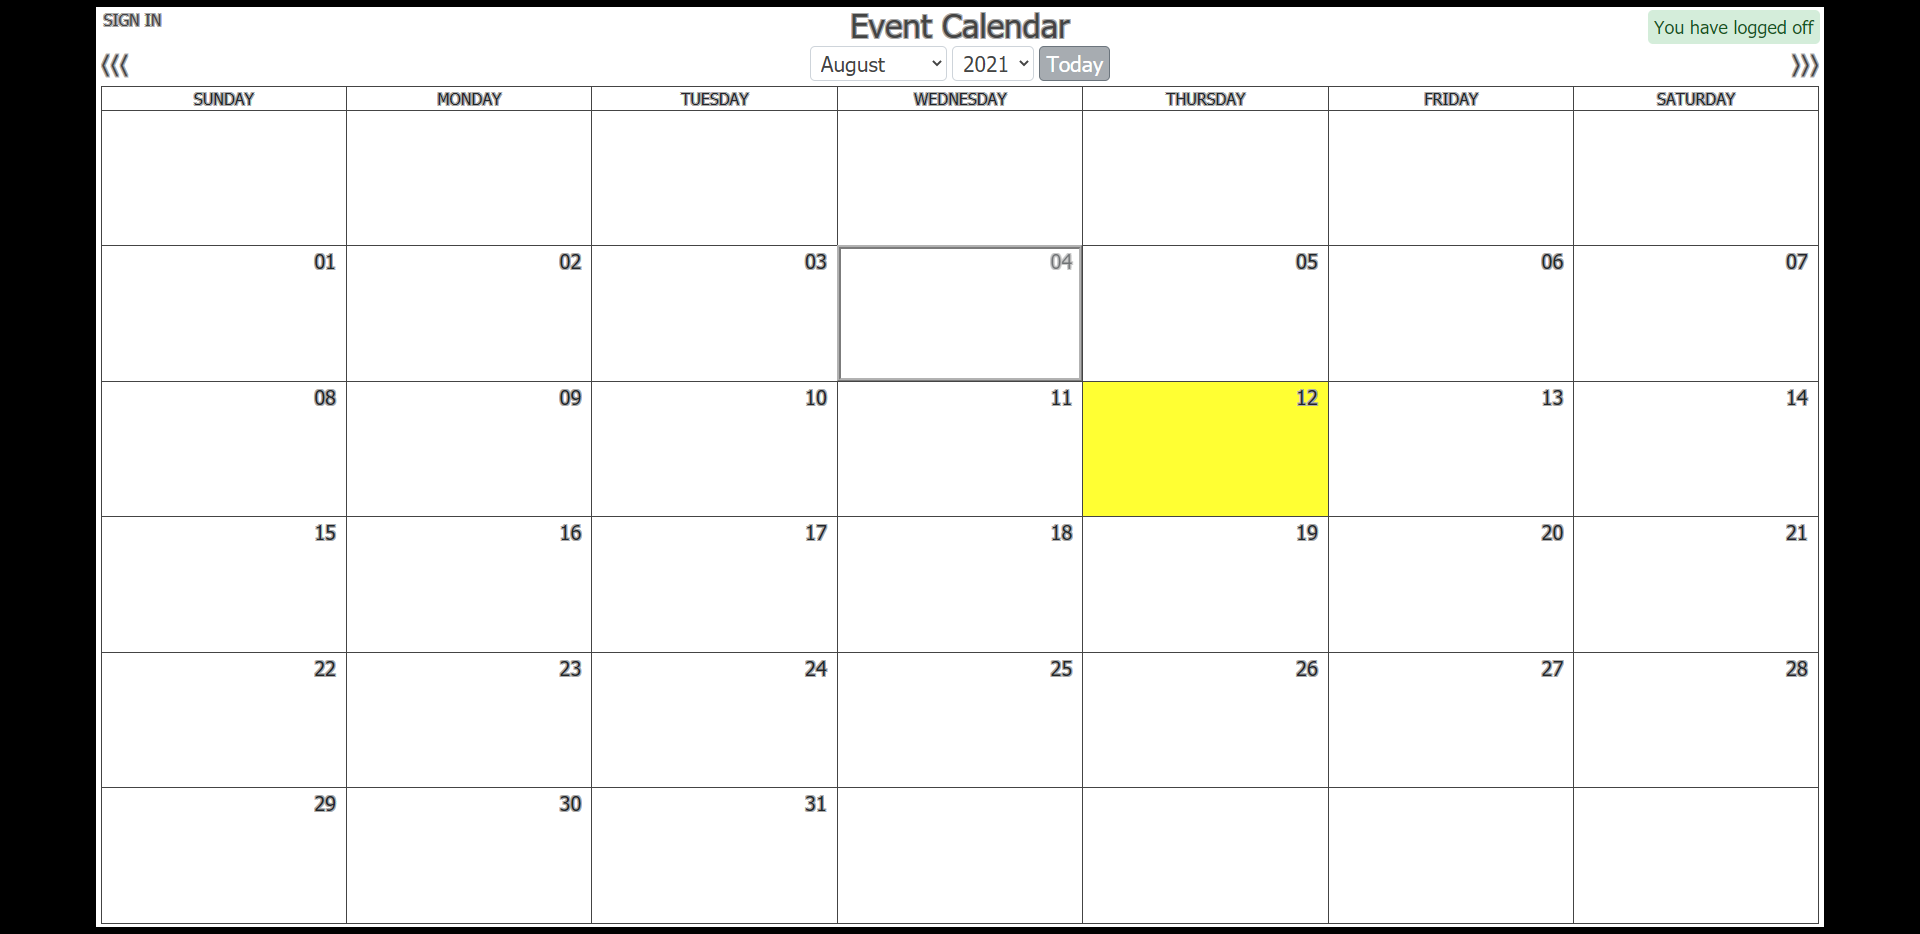 SIGN IN
Event Calendar
You have logged off
⟨⟨⟨
August 2021 Today
⟩⟩⟩
SUNDAY MONDAY TUESDAY WEDNESDAY THURSDAY FRIDAY SATURDAY
01 02 03 04 05 06 07
08 09 10 11 12 13 14
15 16 17 18 19 20 21
22 23 24 25 26 27 28
29 30 31